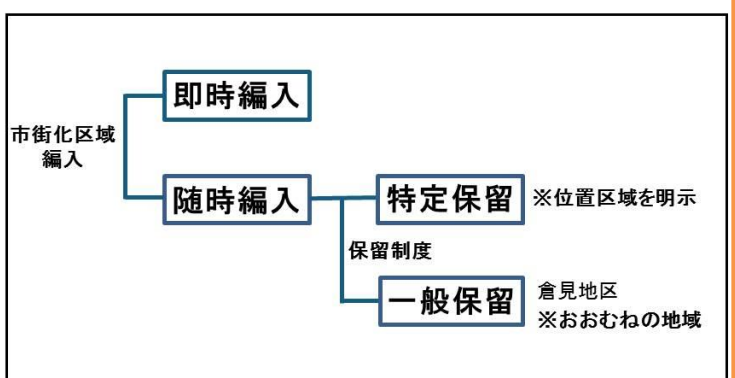 即時編入
市街化区域
編入
随時編入
特定保留
※位置区域を明示
保留制度
一般保留
倉見地区
※おおむねの地域